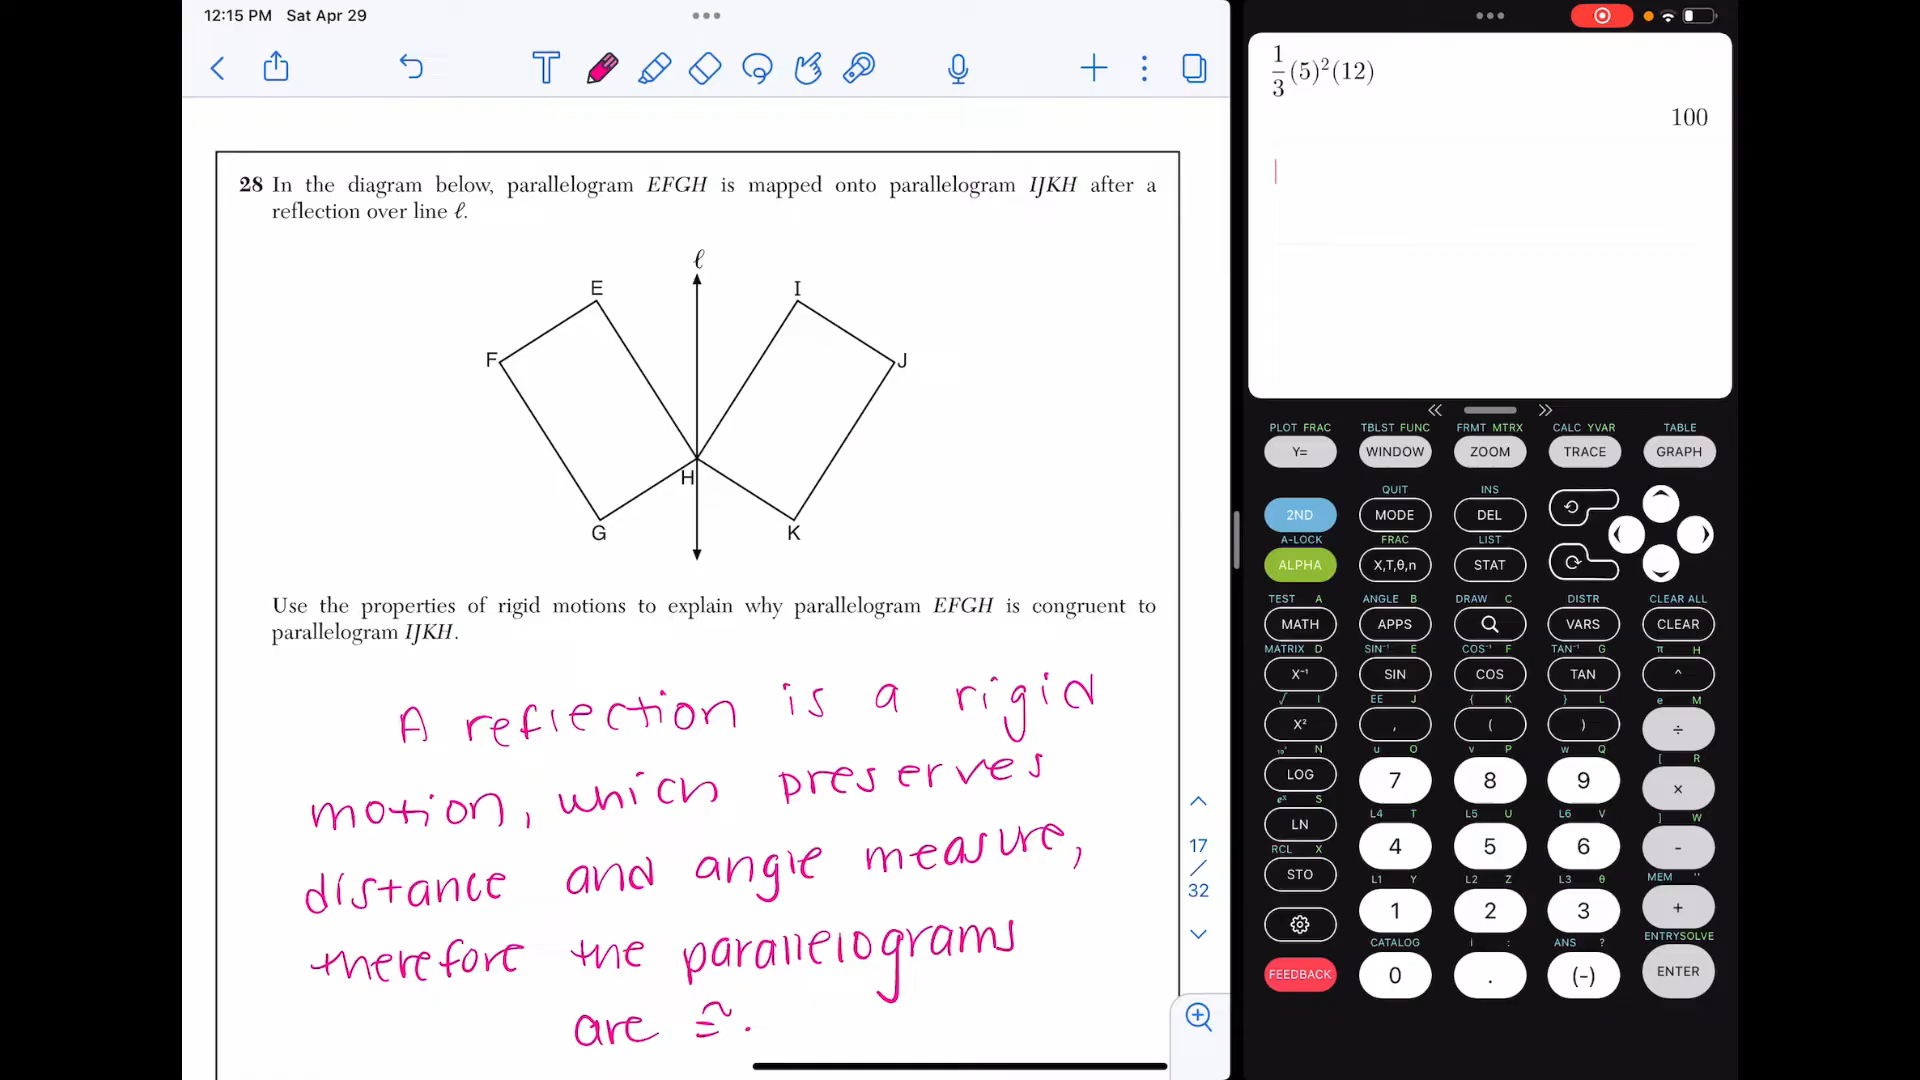 12:15 PM Sat Apr 29
28 In the diagram below, parallelogram EFGH is mapped onto parallelogram IJKH after a
reflection over line ℓ.
ℓ
E I
F J
H
G K
Use the properties of rigid motions to explain why parallelogram EFGH is congruent to
parallelogram IJKH.
A reflection is a rigid
motion, which preserves
distance and angle measure,
therefore the parallelograms
are ≅.
17
/
32
1/3(5)²(12)
100
PLOT FRAC TBLST FUNC FRMT MTRX CALC YVAR TABLE
Y= WINDOW ZOOM TRACE GRAPH
QUIT INS
2ND MODE DEL
A-LOCK FRAC LIST
ALPHA X,T,θ,n STAT
TEST A ANGLE B DRAW C DISTR CLEAR ALL
MATH APPS VARS CLEAR
MATRIX D SIN⁻¹ E COS⁻¹ F TAN⁻¹ G π H
X⁻¹ SIN COS TAN ^
√ I EE J { K } L e M
X² , ( ) ÷
10ˣ N u O v P w Q [ R
LOG 7 8 9 ×
eˣ S L4 T L5 U L6 V ] W
LN 4 5 6 -
RCL X L1 Y L2 Z L3 θ MEM "
STO 1 2 3 +
CATALOG i : ANS ? ENTRY SOLVE
FEEDBACK 0 . (-) ENTER